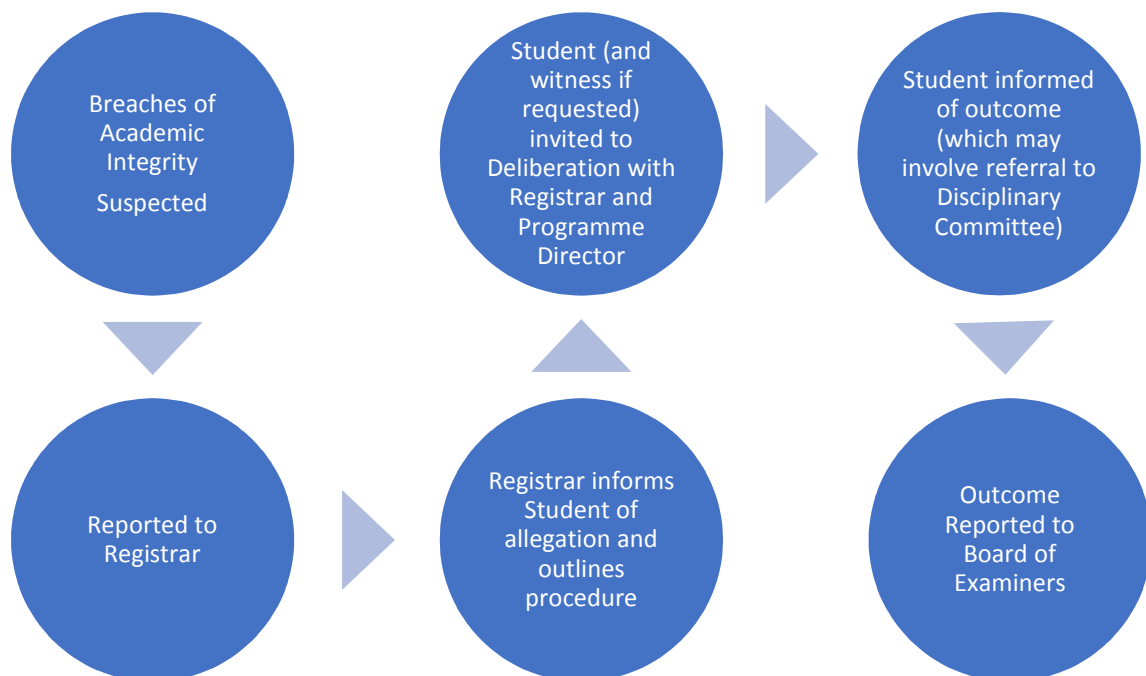 Breaches of
Academic
Integrity
Suspected
Reported to
Registrar
Registrar informs
Student of
allegation and
outlines
procedure
Student (and
witness if
requested)
invited to
Deliberation with
Registrar and
Programme
Director
Student informed
of outcome
(which may
involve referral to
Disciplinary
Committee)
Outcome
Reported to
Board of
Examiners